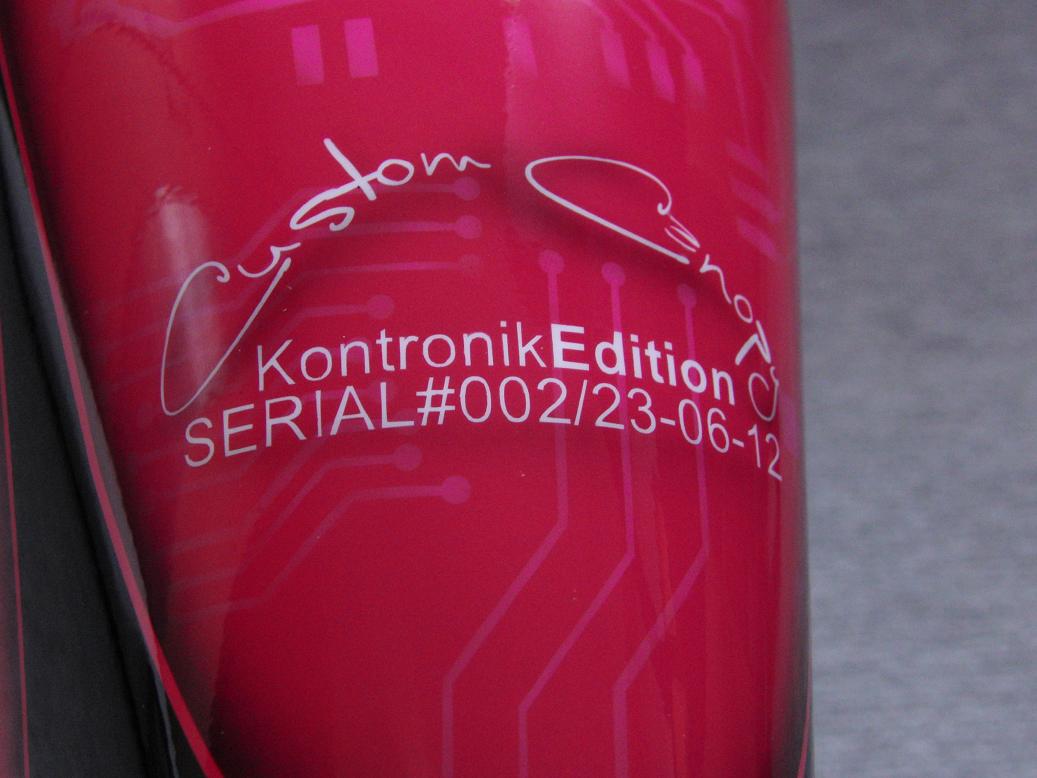 Custom
KontronikEdition
SERIAL#002/23-06-12